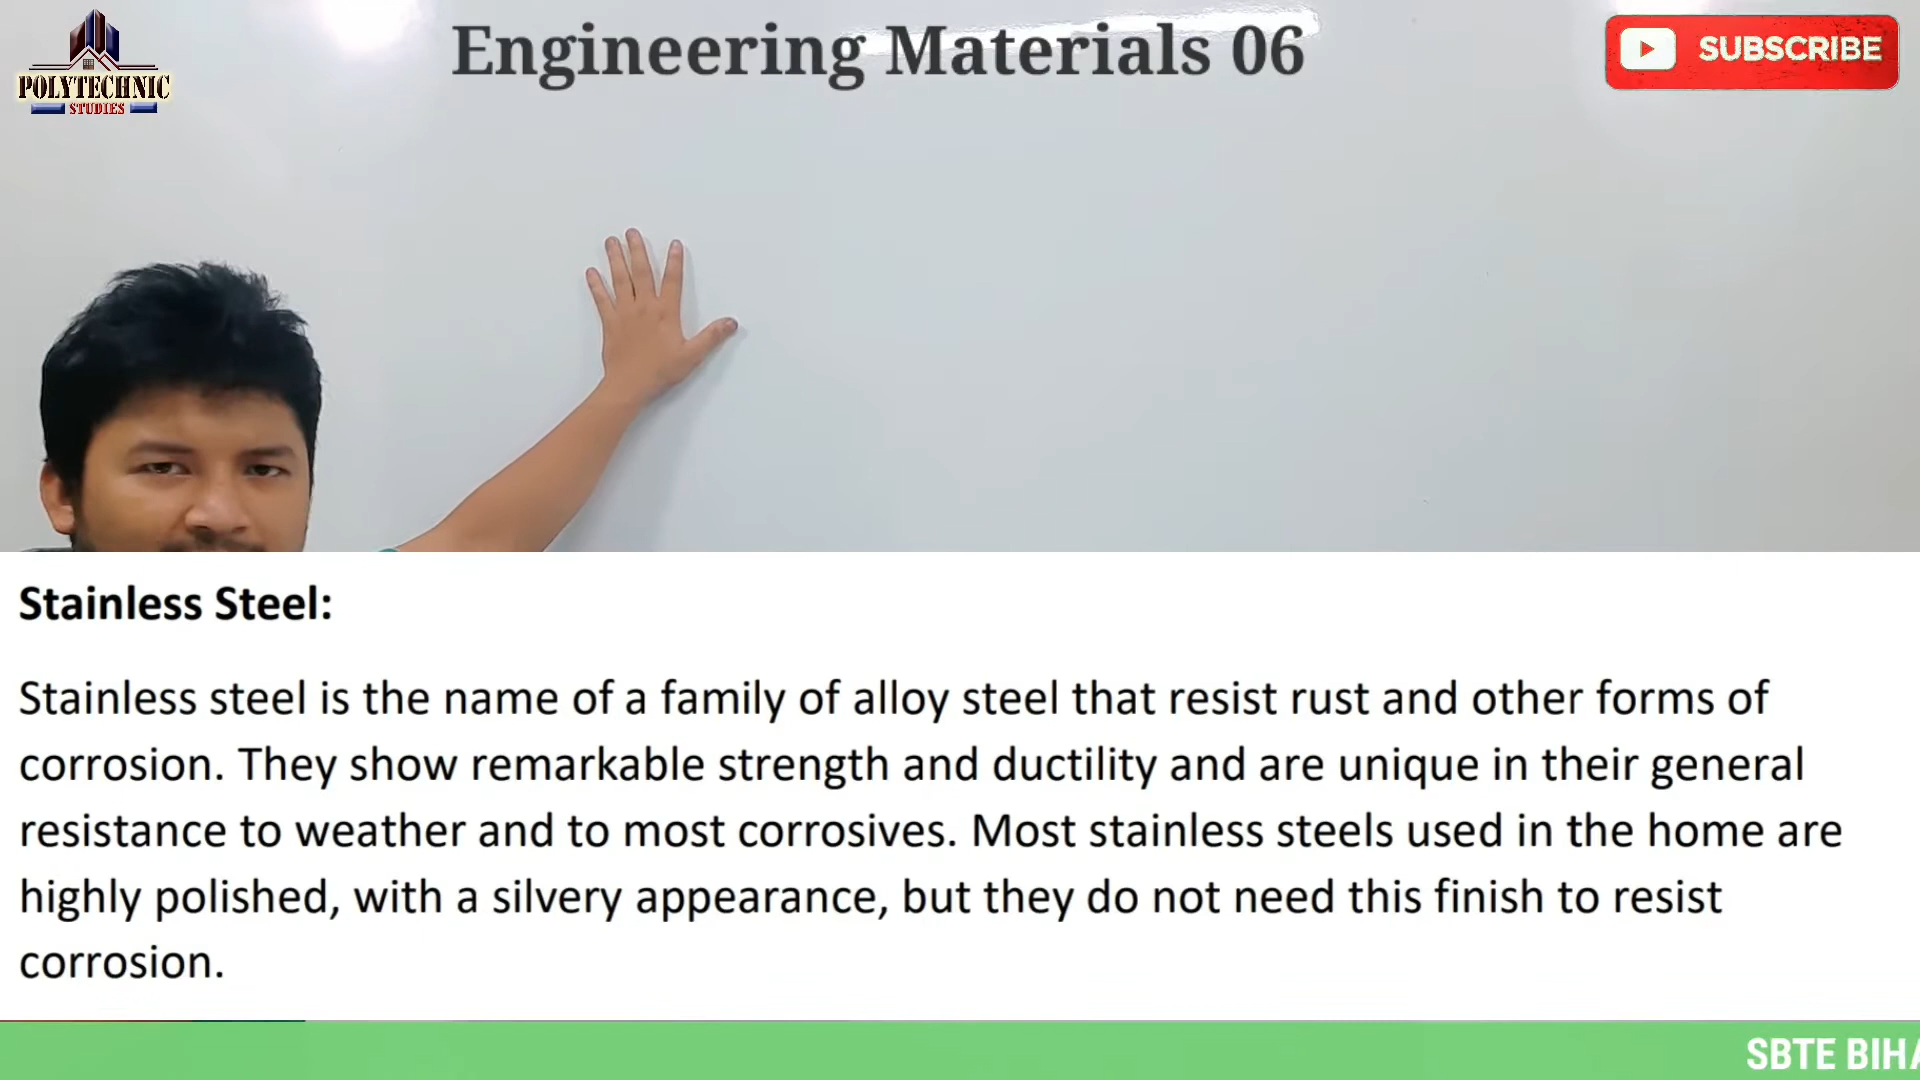 Engineering Materials 06
POLYTECHNIC
STUDIES
SUBSCRIBE
Stainless Steel:
Stainless steel is the name of a family of alloy steel that resist rust and other forms of
corrosion. They show remarkable strength and ductility and are unique in their general
resistance to weather and to most corrosives. Most stainless steels used in the home are
highly polished, with a silvery appearance, but they do not need this finish to resist
corrosion.
SBTE BIHA